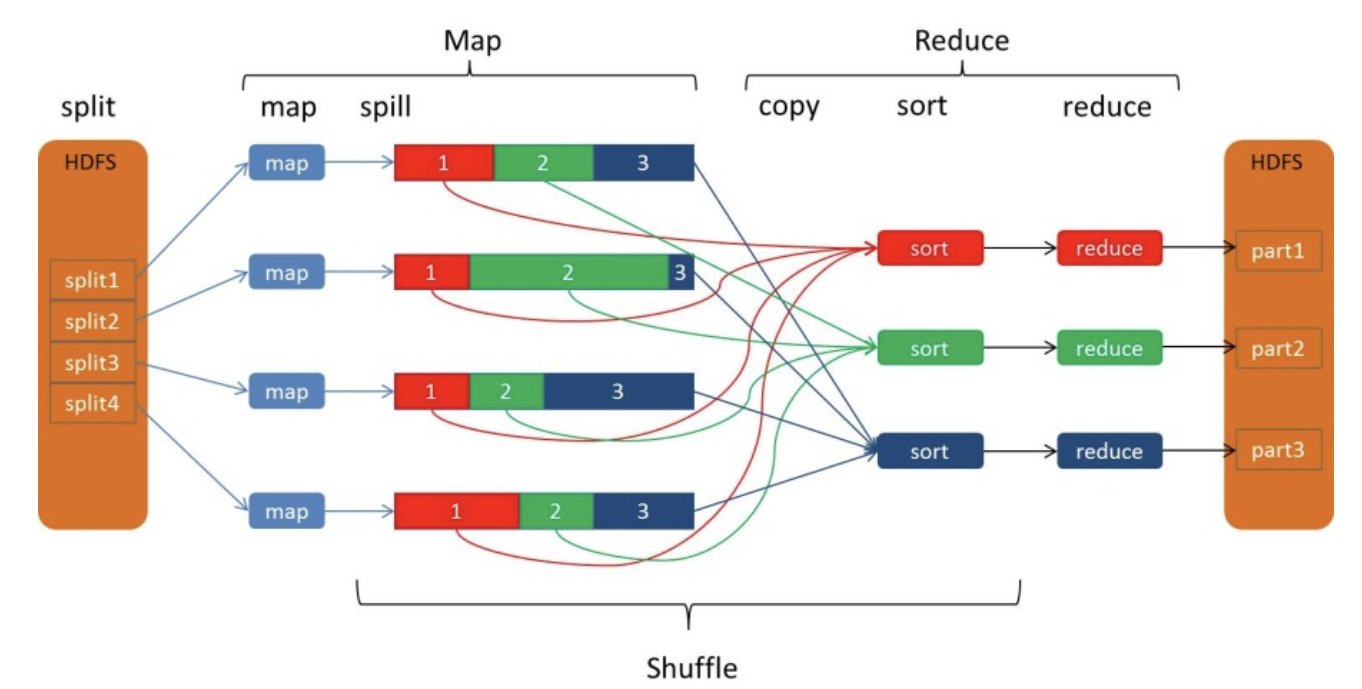 Map
Reduce
split
map
spill
copy
sort
reduce
HDFS
split1
split2
split3
split4
map
1
2
3
map
1
2
3
map
1
2
3
map
1
2
3
sort
reduce
sort
reduce
sort
reduce
HDFS
part1
part2
part3
Shuffle